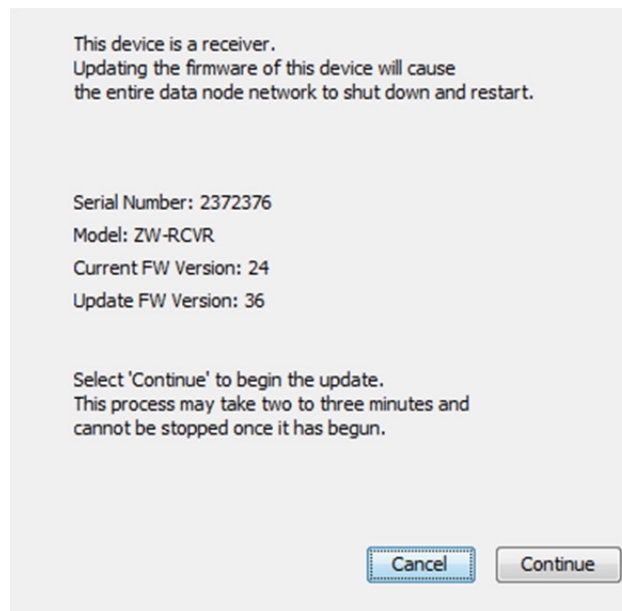 This device is a receiver.
Updating the firmware of this device will cause
the entire data node network to shut down and restart.
Serial Number: 2372376
Model: ZW-RCVR
Current FW Version: 24
Update FW Version: 36
Select 'Continue' to begin the update.
This process may take two to three minutes and
cannot be stopped once it has begun.
Cancel Continue